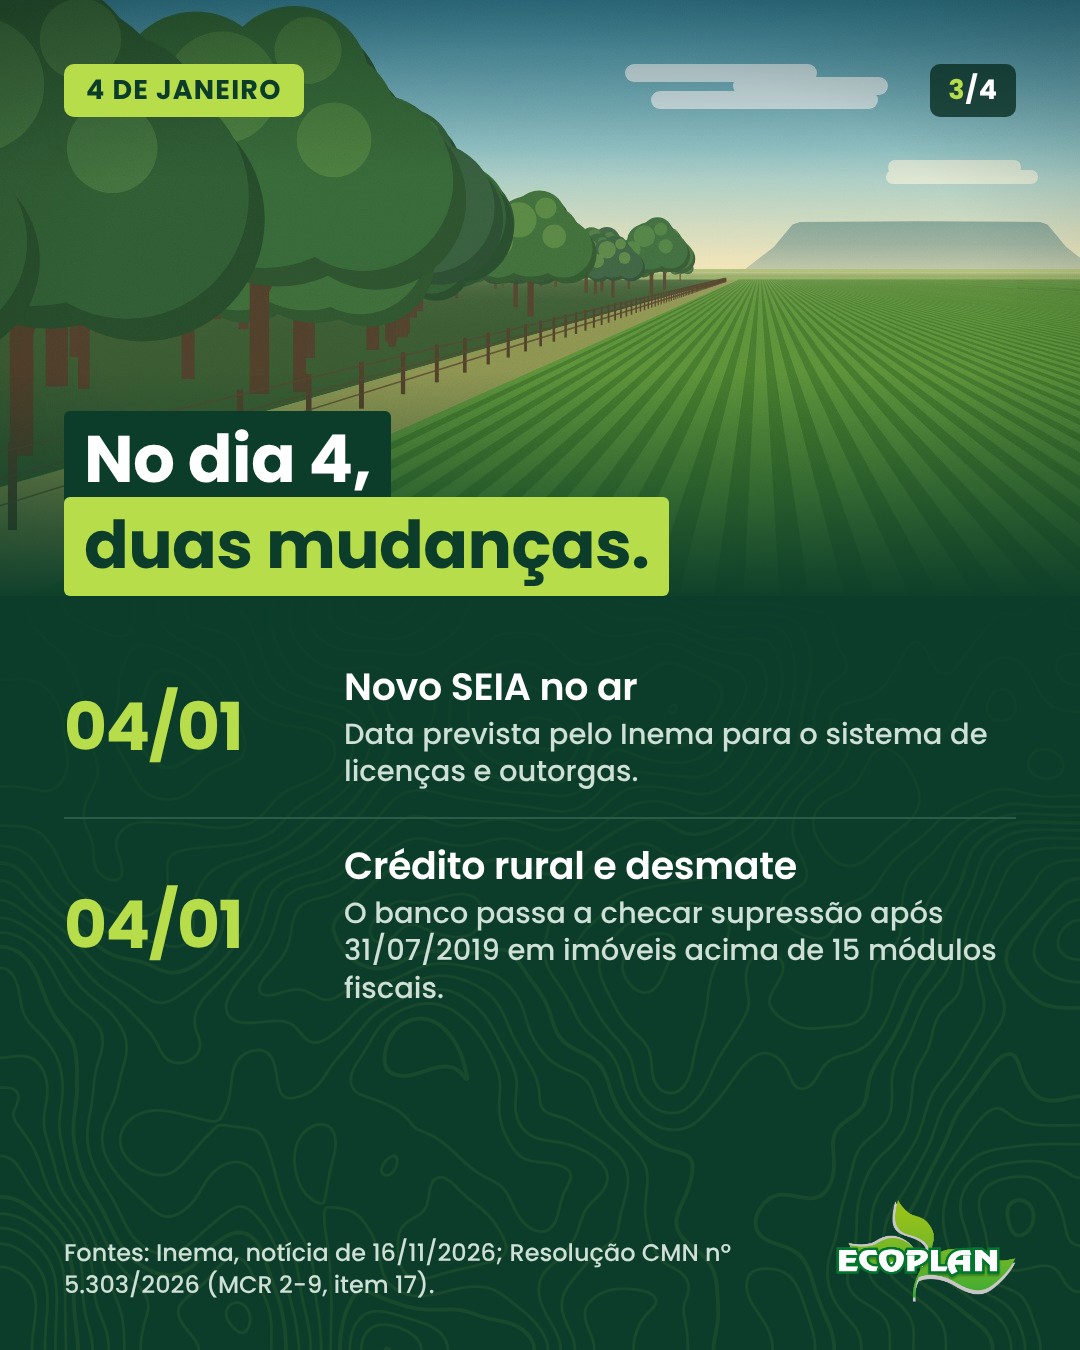 4 DE JANEIRO
3/4
No dia 4,
duas mudanças.
04/01
Novo SEIA no ar
Data prevista pelo Inema para o sistema de
licenças e outorgas.
04/01
Crédito rural e desmate
O banco passa a checar supressão após
31/07/2019 em imóveis acima de 15 módulos
fiscais.
Fontes: Inema, notícia de 16/11/2026; Resolução CMN nº
5.303/2026 (MCR 2-9, item 17).
ECOPLAN